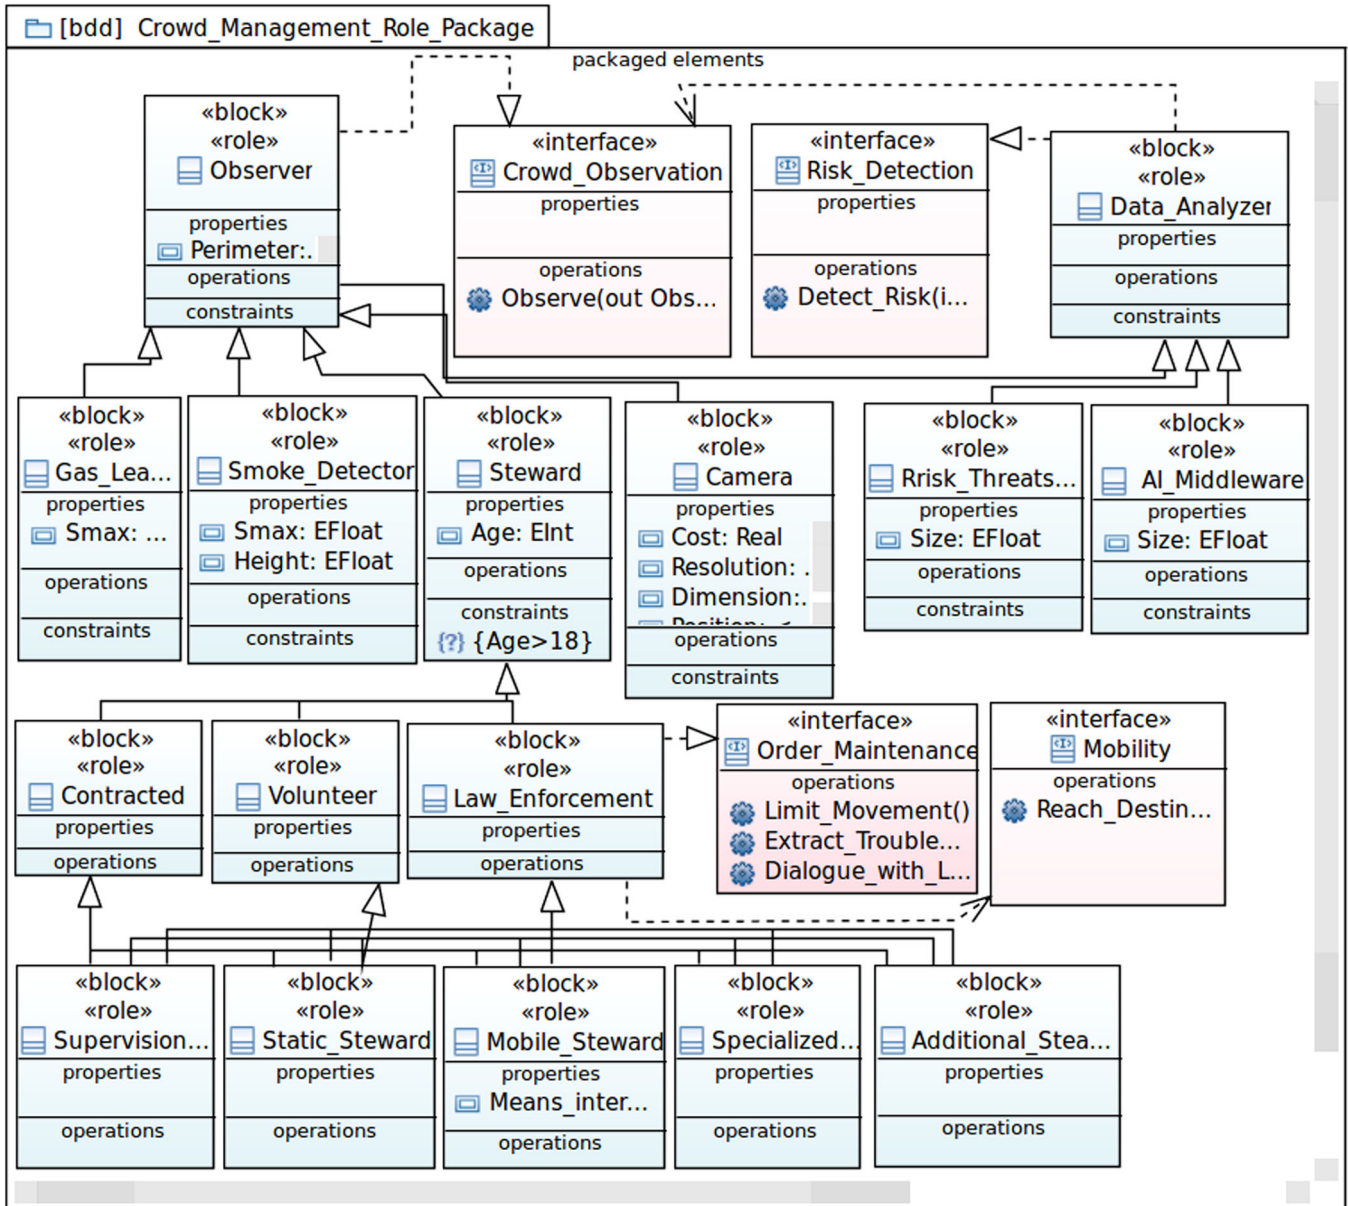 [bdd] Crowd_Management_Role_Package
packaged elements
«block»
«role»
Observer
properties
Perimeter:.
operations
constraints
«interface»
Crowd_Observation
properties
operations
Observe(out Obs...
«interface»
Risk_Detection
properties
operations
Detect_Risk(i...
«block»
«role»
Data_Analyzer
properties
operations
constraints
«block»
«role»
Gas_Lea...
properties
Smax: ...
operations
constraints
«block»
«role»
Smoke_Detector
properties
Smax: EFloat
Height: EFloat
operations
constraints
«block»
«role»
Steward
properties
Age: EInt
operations
constraints
{?} {Age>18}
«block»
«role»
Camera
properties
Cost: Real
Resolution: .
Dimension:.
operations
constraints
«block»
«role»
Rrisk_Threats...
properties
Size: EFloat
operations
constraints
«block»
«role»
AI_Middleware
properties
Size: EFloat
operations
constraints
«block»
«role»
Contracted
properties
operations
«block»
«role»
Volunteer
properties
operations
«block»
«role»
Law_Enforcement
properties
operations
«interface»
Order_Maintenance
operations
Limit_Movement()
Extract_Trouble...
Dialogue_with_L...
«interface»
Mobility
operations
Reach_Destin...
«block»
«role»
Supervision...
properties
operations
«block»
«role»
Static_Steward
properties
operations
«block»
«role»
Mobile_Steward
properties
Means_inter...
operations
«block»
«role»
Specialized...
properties
operations
«block»
«role»
Additional_Stea...
properties
operations